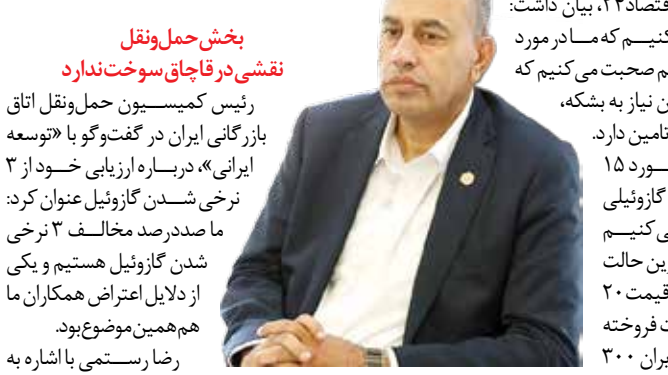 قتصاد۲۲، بیان داشت:
کنیم که ما در مورد
م صحبت می‌کنیم که
ن نیاز به بشکه،
تامین دارد.
ـورد ۱۵
گازوئیلی
ی کنیم
ین حالت
قیمت ۲۰
ت فروخته
بران ۳۰۰
بخش حمل‌ونقل
نقشی در قاچاق سوخت ندارد
رئیس کمیسیون حمل‌ونقل اتاق
بازرگانی ایران در گفت‌وگو با «توسعه
ایرانی»، درباره ارزیابی خود از ۳
نرخی شدن گازوئیل عنوان کرد:
ما صددرصد مخالف ۳ نرخی
شدن گازوئیل هستیم و یکی
از دلایل اعتراض همکاران ما
هم همین موضوع بود.
رضا رستمی با اشاره به